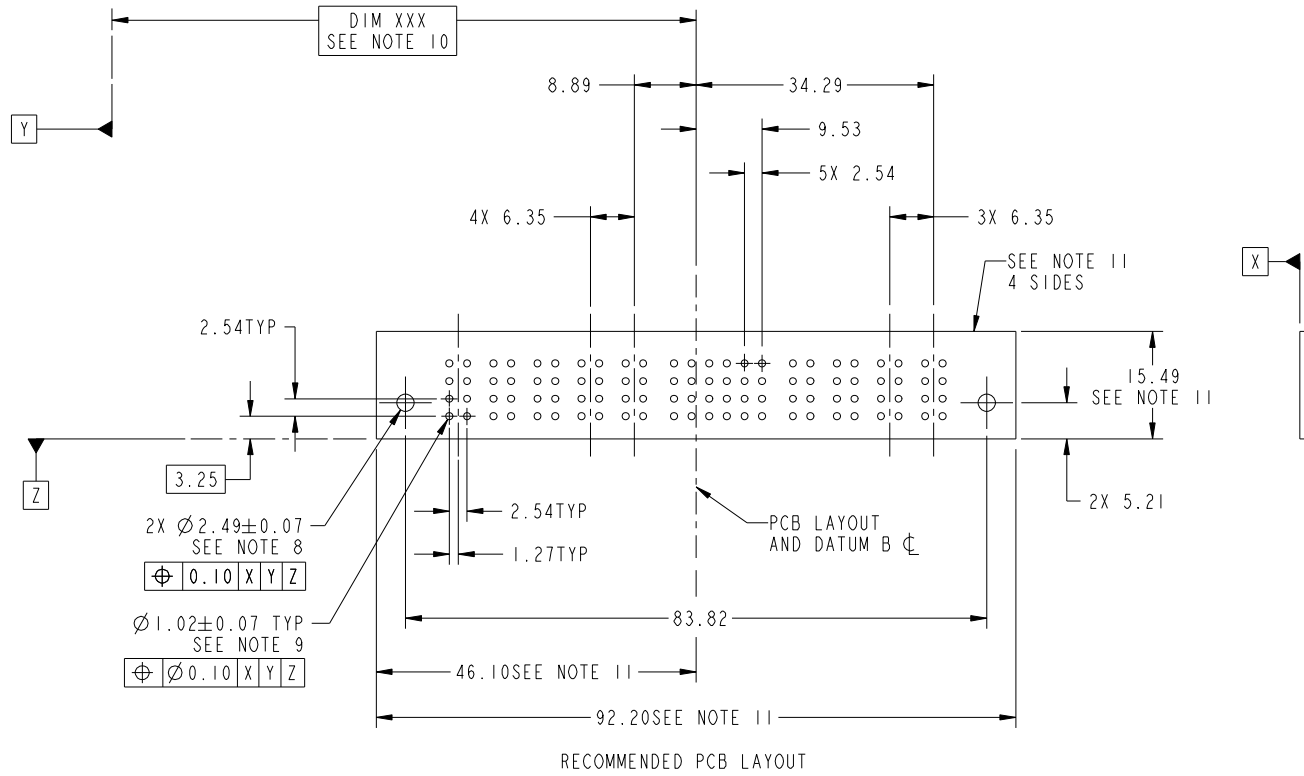 DIM XXX
SEE NOTE 10
8.89
34.29
Y
9.53
5X 2.54
4X 6.35
3X 6.35
SEE NOTE 11
4 SIDES
X
2.54TYP
15.49
SEE NOTE 11
3.25
Z
2X 5.21
2X Ø2.49±0.07
SEE NOTE 8
⌖ 0.10 X Y Z
2.54TYP
1.27TYP
PCB LAYOUT
AND DATUM B ℄
Ø1.02±0.07 TYP
SEE NOTE 9
⌖ Ø0.10 X Y Z
83.82
46.10SEE NOTE 11
92.20SEE NOTE 11
RECOMMENDED PCB LAYOUT